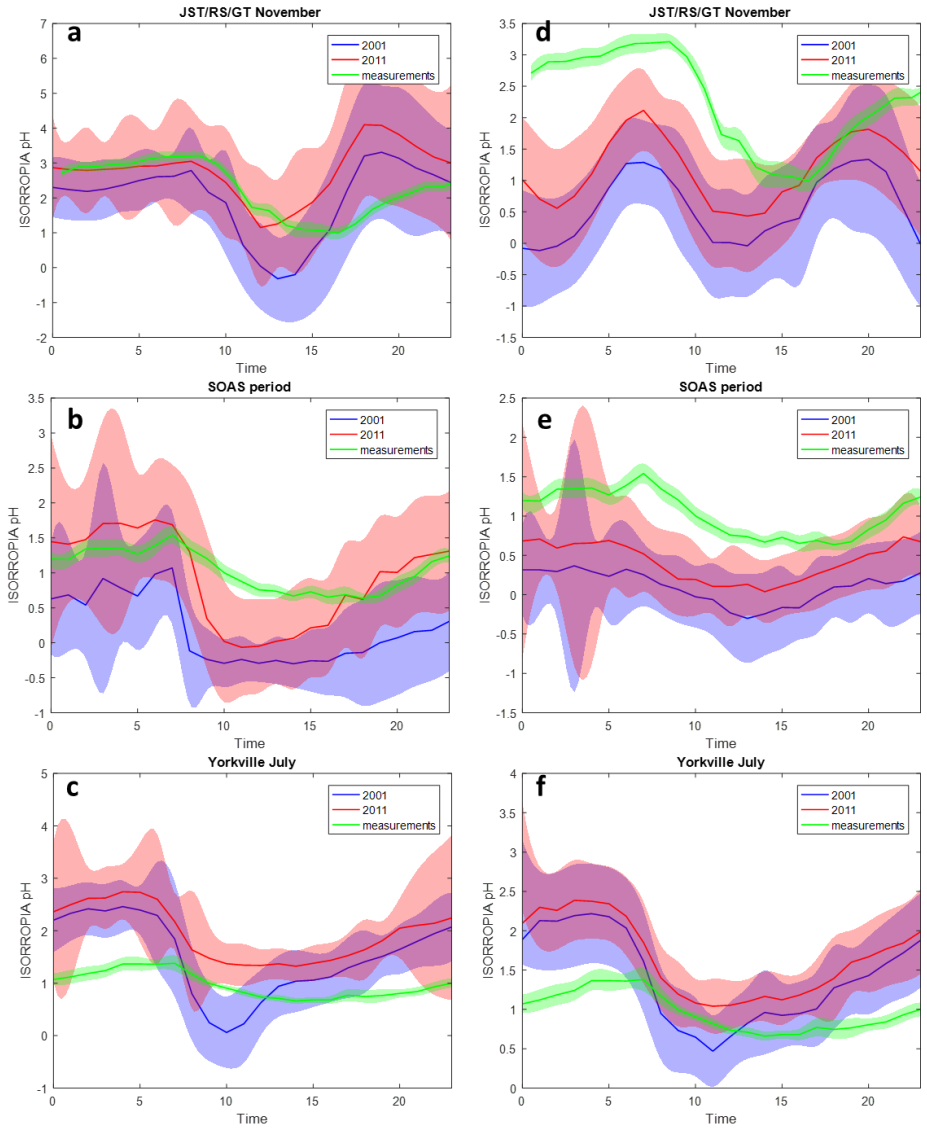 JST/RS/GT November
a
2001
2011
measurements
7
6
5
4
3
2
1
0
-1
-2
ISORROPIA pH
0 5 10 15 20
Time
JST/RS/GT November
d
2001
2011
measurements
3.5
3
2.5
2
1.5
1
0.5
0
-0.5
-1
-1.5
ISORROPIA pH
0 5 10 15 20
Time
SOAS period
b
2001
2011
measurements
3.5
3
2.5
2
1.5
1
0.5
0
-0.5
-1
ISORROPIA pH
0 5 10 15 20
Time
SOAS period
e
2001
2011
measurements
2.5
2
1.5
1
0.5
0
-0.5
-1
-1.5
ISORROPIA pH
0 5 10 15 20
Time
Yorkville July
c
2001
2011
measurements
5
4
3
2
1
0
-1
ISORROPIA pH
0 5 10 15 20
Time
Yorkville July
f
2001
2011
measurements
4
3.5
3
2.5
2
1.5
1
0.5
0
ISORROPIA pH
0 5 10 15 20
Time